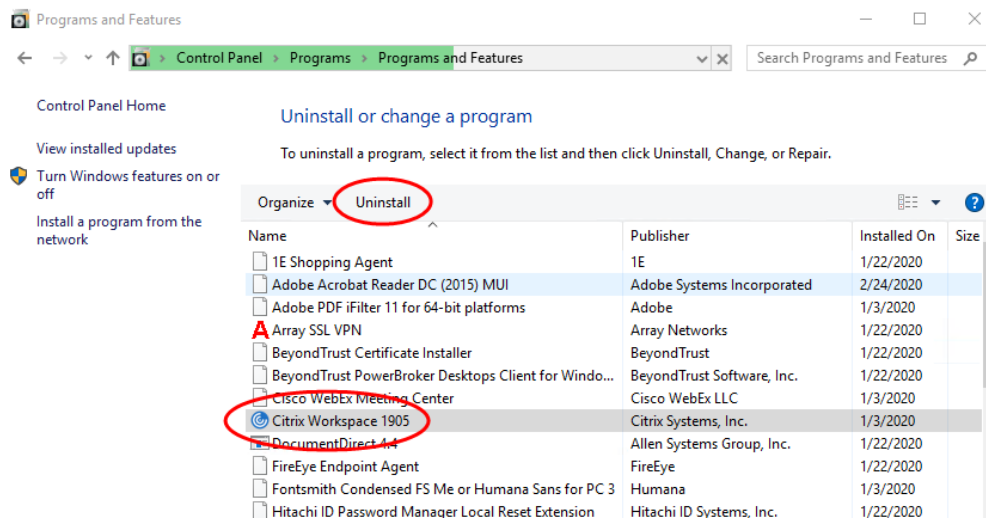 Programs and Features
Control Panel > Programs > Programs and Features
Search Programs and Features
Control Panel Home
View installed updates
Turn Windows features on or
off
Install a program from the
network
Uninstall or change a program
To uninstall a program, select it from the list and then click Uninstall, Change, or Repair.
Organize Uninstall
Name Publisher Installed On Size
1E Shopping Agent 1E 1/22/2020
Adobe Acrobat Reader DC (2015) MUI Adobe Systems Incorporated 2/24/2020
Adobe PDF iFilter 11 for 64-bit platforms Adobe 1/3/2020
Array SSL VPN Array Networks 1/22/2020
BeyondTrust Certificate Installer BeyondTrust 1/22/2020
BeyondTrust PowerBroker Desktops Client for Windo... BeyondTrust Software, Inc. 1/22/2020
Cisco WebEx Meeting Center Cisco WebEx LLC 1/3/2020
Citrix Workspace 1905 Citrix Systems, Inc. 1/3/2020
DocumentDirect 4.4 Allen Systems Group, Inc. 1/22/2020
FireEye Endpoint Agent FireEye 1/22/2020
Fontsmith Condensed FS Me or Humana Sans for PC 3 Humana 1/3/2020
Hitachi ID Password Manager Local Reset Extension Hitachi ID Systems, Inc. 1/22/2020